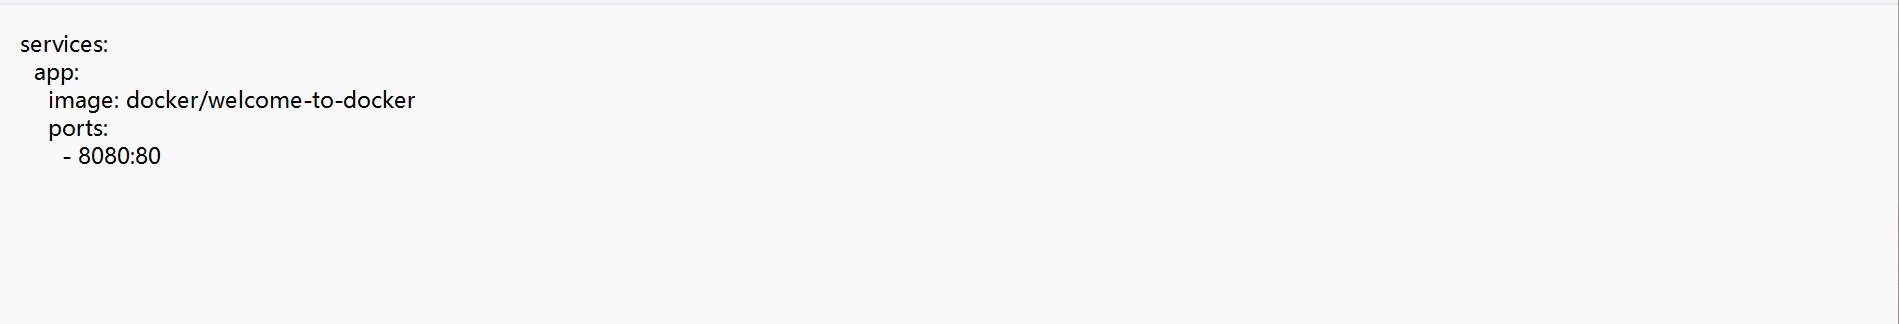 services:
  app:
    image: docker/welcome-to-docker
    ports:
      - 8080:80